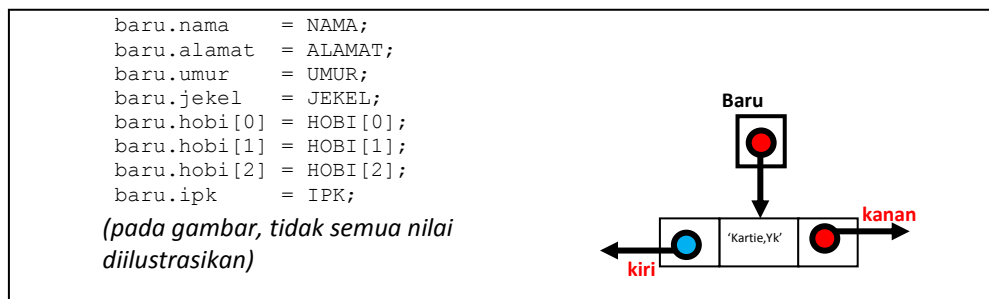 baru.nama = NAMA;
baru.alamat = ALAMAT;
baru.umur = UMUR;
baru.jekel = JEKEL;
baru.hobi[0] = HOBI[0];
baru.hobi[1] = HOBI[1];
baru.hobi[2] = HOBI[2];
baru.ipk = IPK;
(pada gambar, tidak semua nilai
diilustrasikan)
Baru
kanan
‘Kartie,Yk’
kiri